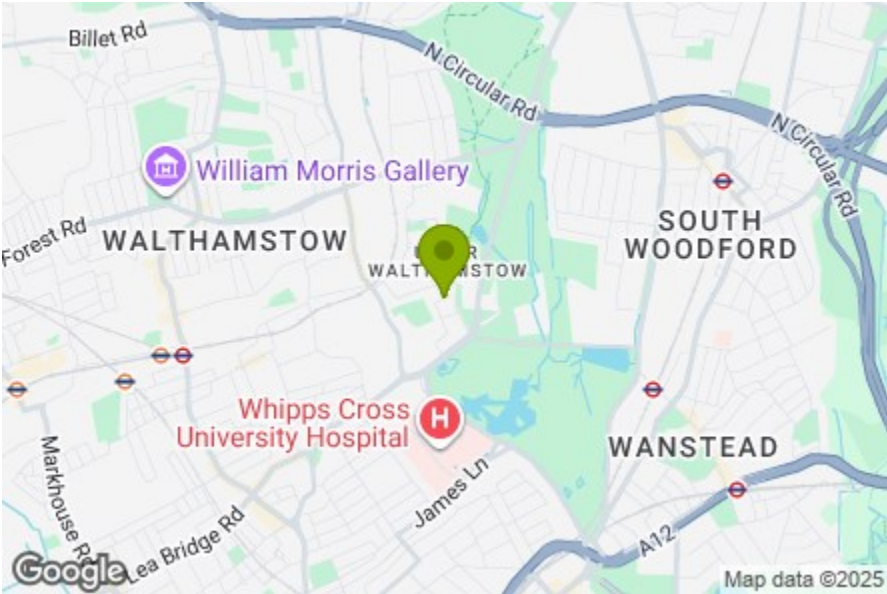 Billet Rd
N Circular Rd
N Circular Rd
William Morris Gallery
Forest Rd
WALTHAMSTOW
SOUTH
WOODFORD
WALTHAMSTOW
Whipps Cross
University Hospital
H
WANSTEAD
Markhouse Rd
James Ln
Lea Bridge Rd
A12
Google
Map data ©2025